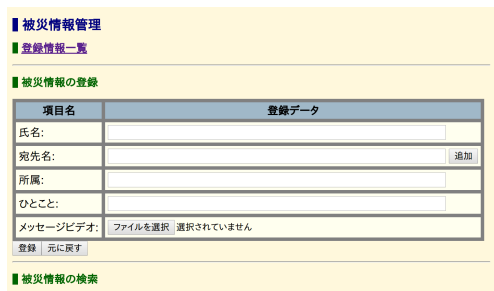 被災情報管理
登録情報一覧
被災情報の登録
項目名 登録データ
氏名:
宛先名: 追加
所属:
ひとこと:
メッセージビデオ: ファイルを選択 選択されていません
登録 元に戻す
被災情報の検索